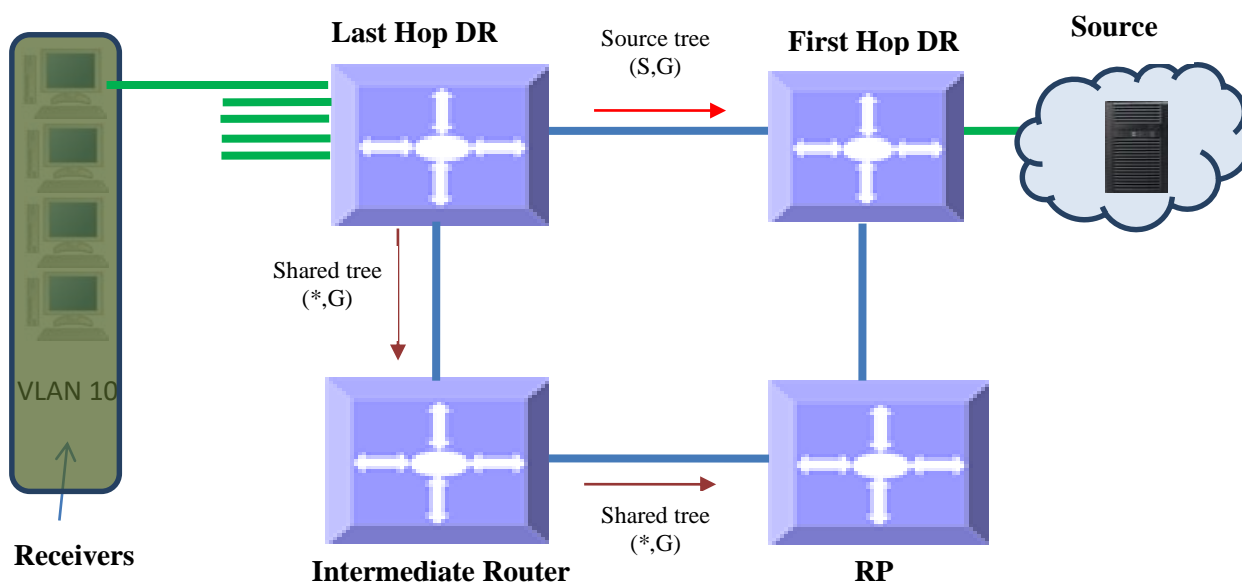 Last Hop DR
Source tree
(S,G)
First Hop DR
Source
Shared tree
(*,G)
VLAN 10
Shared tree
(*,G)
Receivers
Intermediate Router
RP